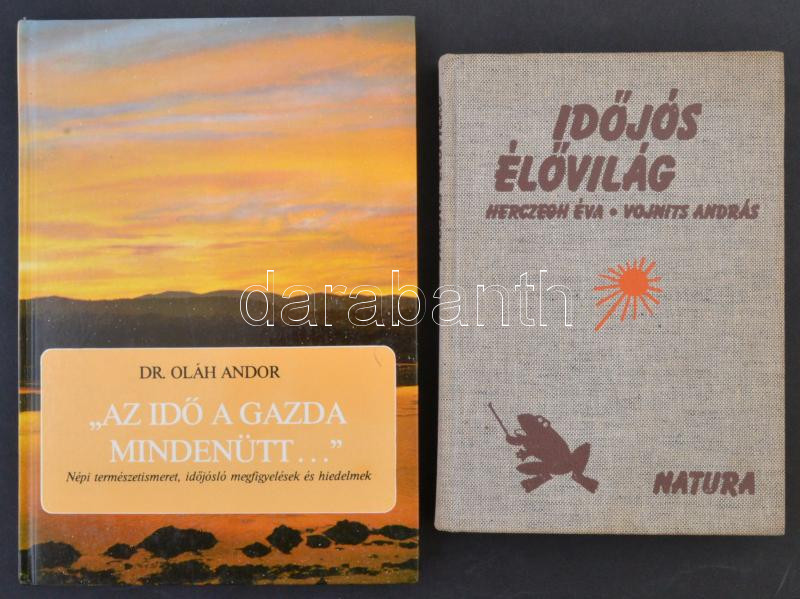 DR. OLÁH ANDOR
„AZ IDŐ A GAZDA
MINDENÜTT...”
Népi természetismeret, időjósló megfigyelések és hiedelmek
IDŐJÓS
ÉLŐVILÁG
HERCZEGH ÉVA • VOJNITS ANDRÁS
NATURA
darabanth